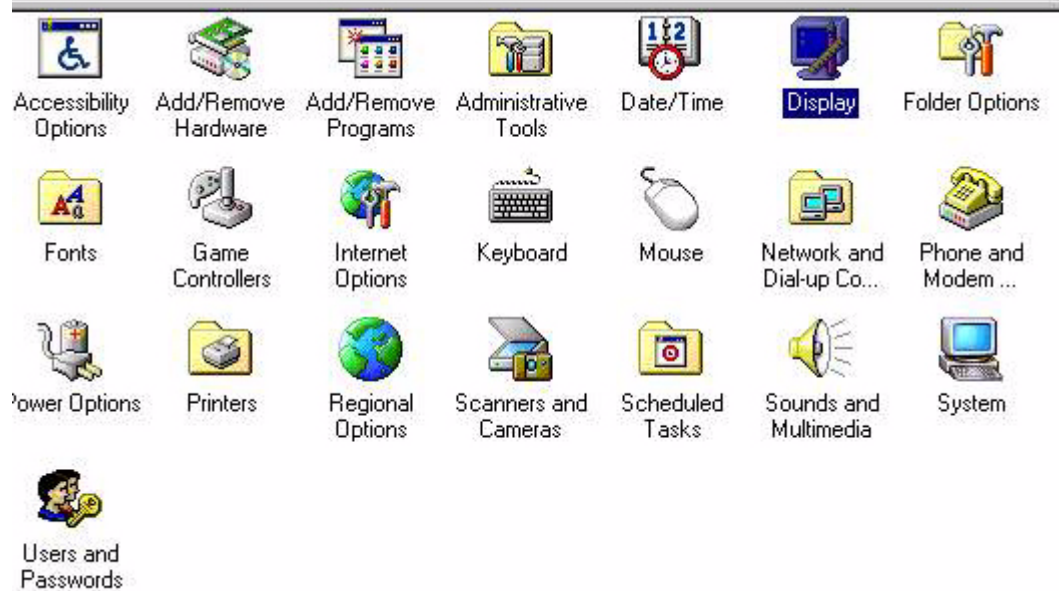 Accessibility Options
Add/Remove Hardware
Add/Remove Programs
Administrative Tools
Date/Time
Display
Folder Options
Fonts
Game Controllers
Internet Options
Keyboard
Mouse
Network and Dial-up Co...
Phone and Modem ...
Power Options
Printers
Regional Options
Scanners and Cameras
Scheduled Tasks
Sounds and Multimedia
System
Users and Passwords